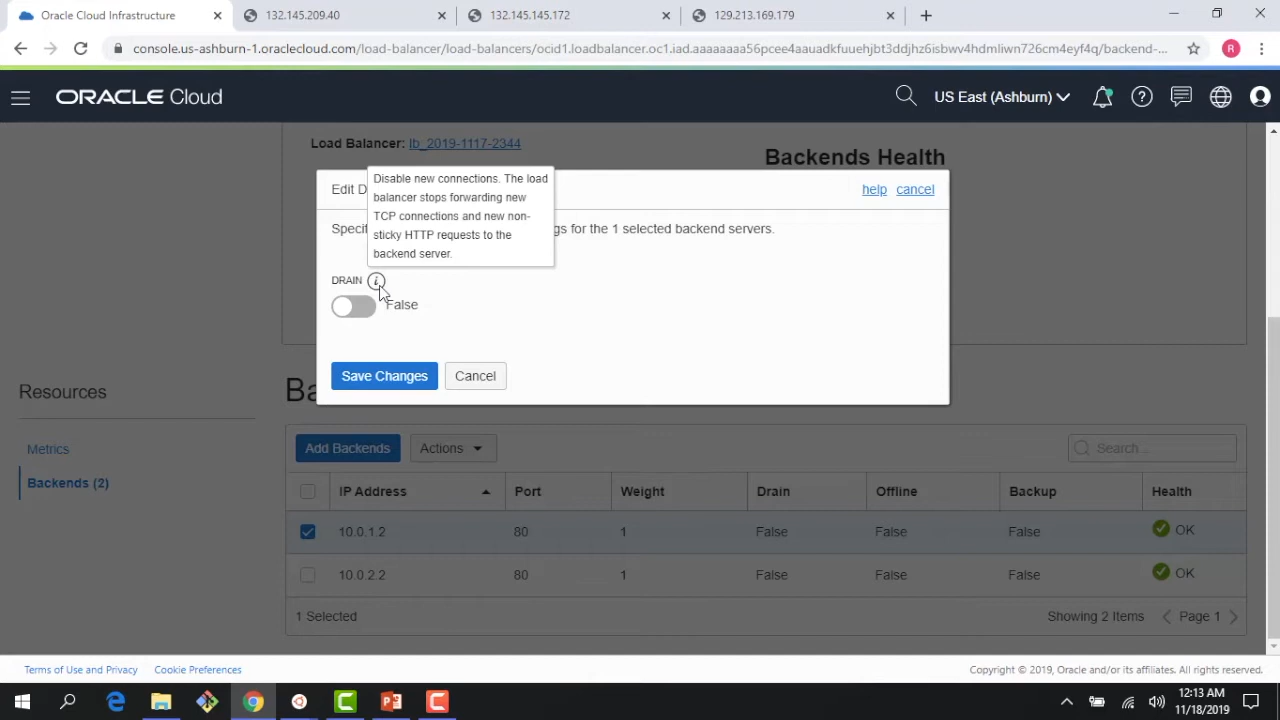 Oracle Cloud Infrastructure
132.145.209.40
132.145.145.172
129.213.169.179
console.us-ashburn-1.oraclecloud.com/load-balancer/load-balancers/ocid1.loadbalancer.oc1.iad.aaaaaaaa56pcee4aauadkfuuehjbt3ddjhz6isbwv4hdmliwn726cm4eyf4q/backend-...
R
ORACLE Cloud
US East (Ashburn)
Load Balancer: lb_2019-1117-2344
Backends Health
Edit D
help
cancel
Disable new connections. The load
balancer stops forwarding new
TCP connections and new non-
sticky HTTP requests to the
backend server.
Specif
gs for the 1 selected backend servers.
DRAIN
False
Save Changes
Cancel
Resources
Metrics
Backends (2)
Ba
Add Backends
Actions
Search...
IP Address Port Weight Drain Offline Backup Health
10.0.1.2 80 1 False False False OK
10.0.2.2 80 1 False False False OK
1 Selected
Showing 2 Items
Page 1
Terms of Use and Privacy
Cookie Preferences
Copyright © 2019, Oracle and/or its affiliates. All rights reserved.
12:13 AM
11/18/2019